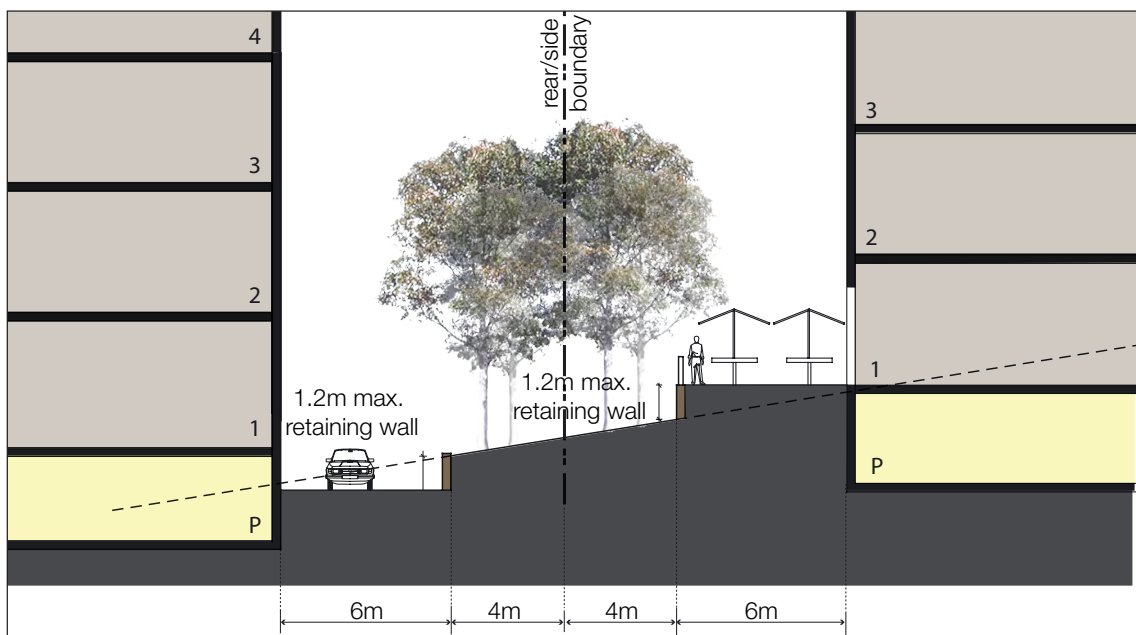 4
3
2
1
P
rear/side
boundary
3
2
1
P
1.2m max.
retaining wall
1.2m max.
retaining wall
6m
4m
4m
6m